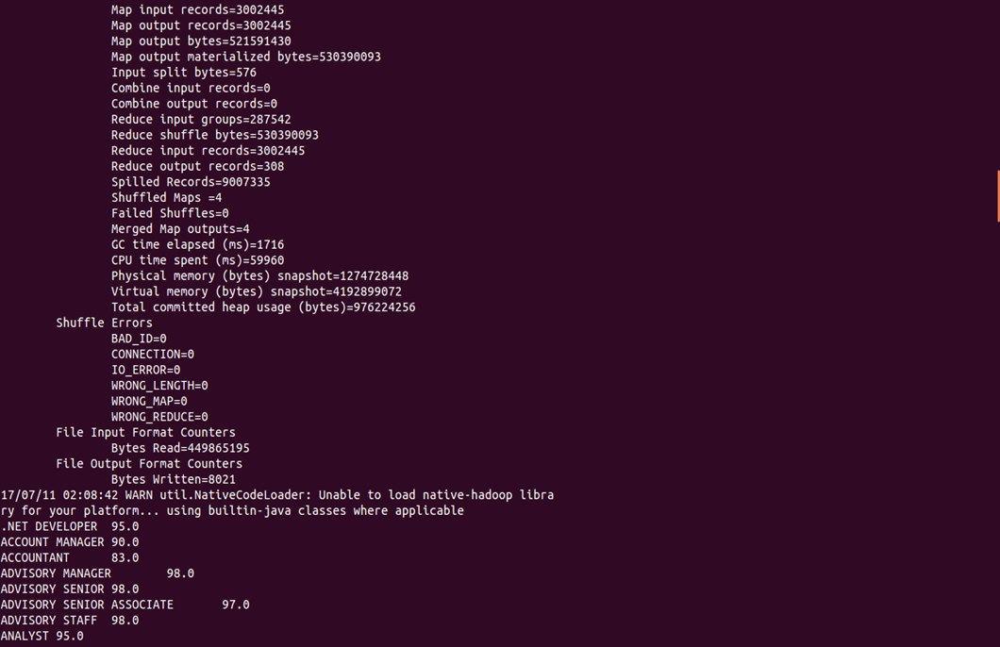 Map input records=3002445
Map output records=3002445
Map output bytes=521591430
Map output materialized bytes=530390093
Input split bytes=576
Combine input records=0
Combine output records=0
Reduce input groups=287542
Reduce shuffle bytes=530390093
Reduce input records=3002445
Reduce output records=308
Spilled Records=9007335
Shuffled Maps =4
Failed Shuffles=0
Merged Map outputs=4
GC time elapsed (ms)=1716
CPU time spent (ms)=59960
Physical memory (bytes) snapshot=1274728448
Virtual memory (bytes) snapshot=4192899072
Total committed heap usage (bytes)=976224256
Shuffle Errors
BAD_ID=0
CONNECTION=0
IO_ERROR=0
WRONG_LENGTH=0
WRONG_MAP=0
WRONG_REDUCE=0
File Input Format Counters
Bytes Read=449865195
File Output Format Counters
Bytes Written=8021
17/07/11 02:08:42 WARN util.NativeCodeLoader: Unable to load native-hadoop libra
ry for your platform... using builtin-java classes where applicable
.NET DEVELOPER 95.0
ACCOUNT MANAGER 90.0
ACCOUNTANT 83.0
ADVISORY MANAGER 98.0
ADVISORY SENIOR 98.0
ADVISORY SENIOR ASSOCIATE 97.0
ADVISORY STAFF 98.0
ANALYST 95.0